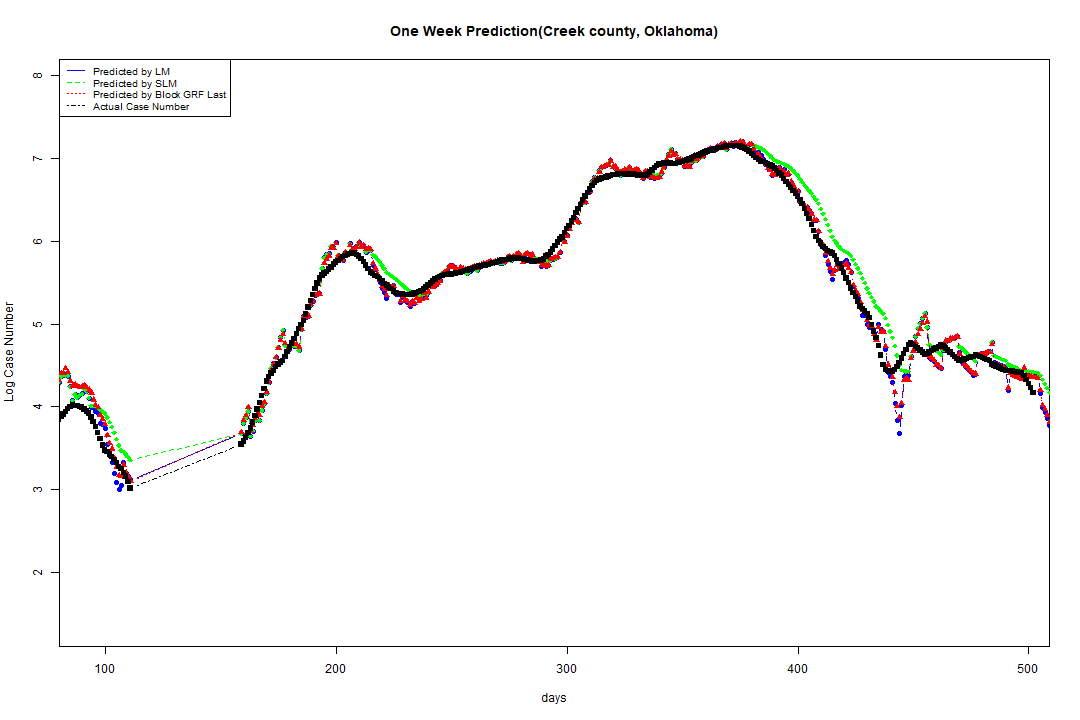 One Week Prediction(Creek county, Oklahoma)
Predicted by LM
Predicted by SLM
Predicted by Block GRF Last
Actual Case Number
8
7
6
5
4
3
2
Log Case Number
100 200 300 400 500
days